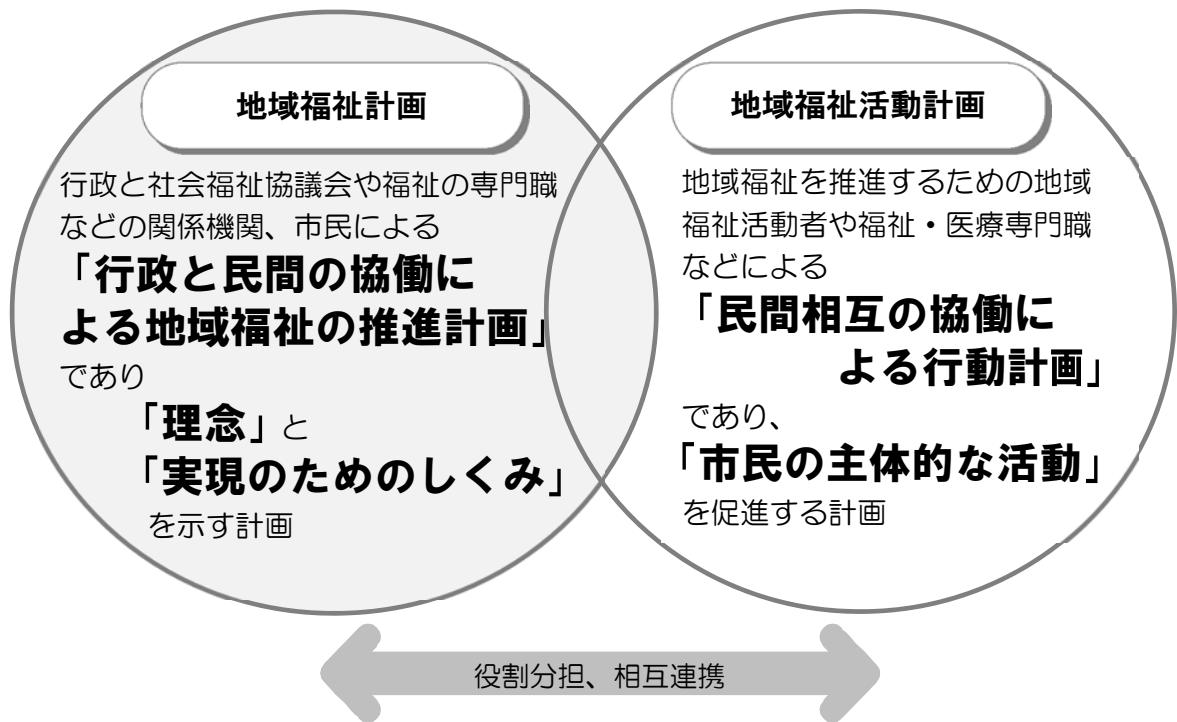 地域福祉計画
行政と社会福祉協議会や福祉の専門職
などの関係機関、市民による
「行政と民間の協働に
よる地域福祉の推進計画」
であり
「理念」と
「実現のためのしくみ」
を示す計画
地域福祉活動計画
地域福祉を推進するための地域
福祉活動者や福祉・医療専門職
などによる
「民間相互の協働に
よる行動計画」
であり、
「市民の主体的な活動」
を促進する計画
役割分担、相互連携